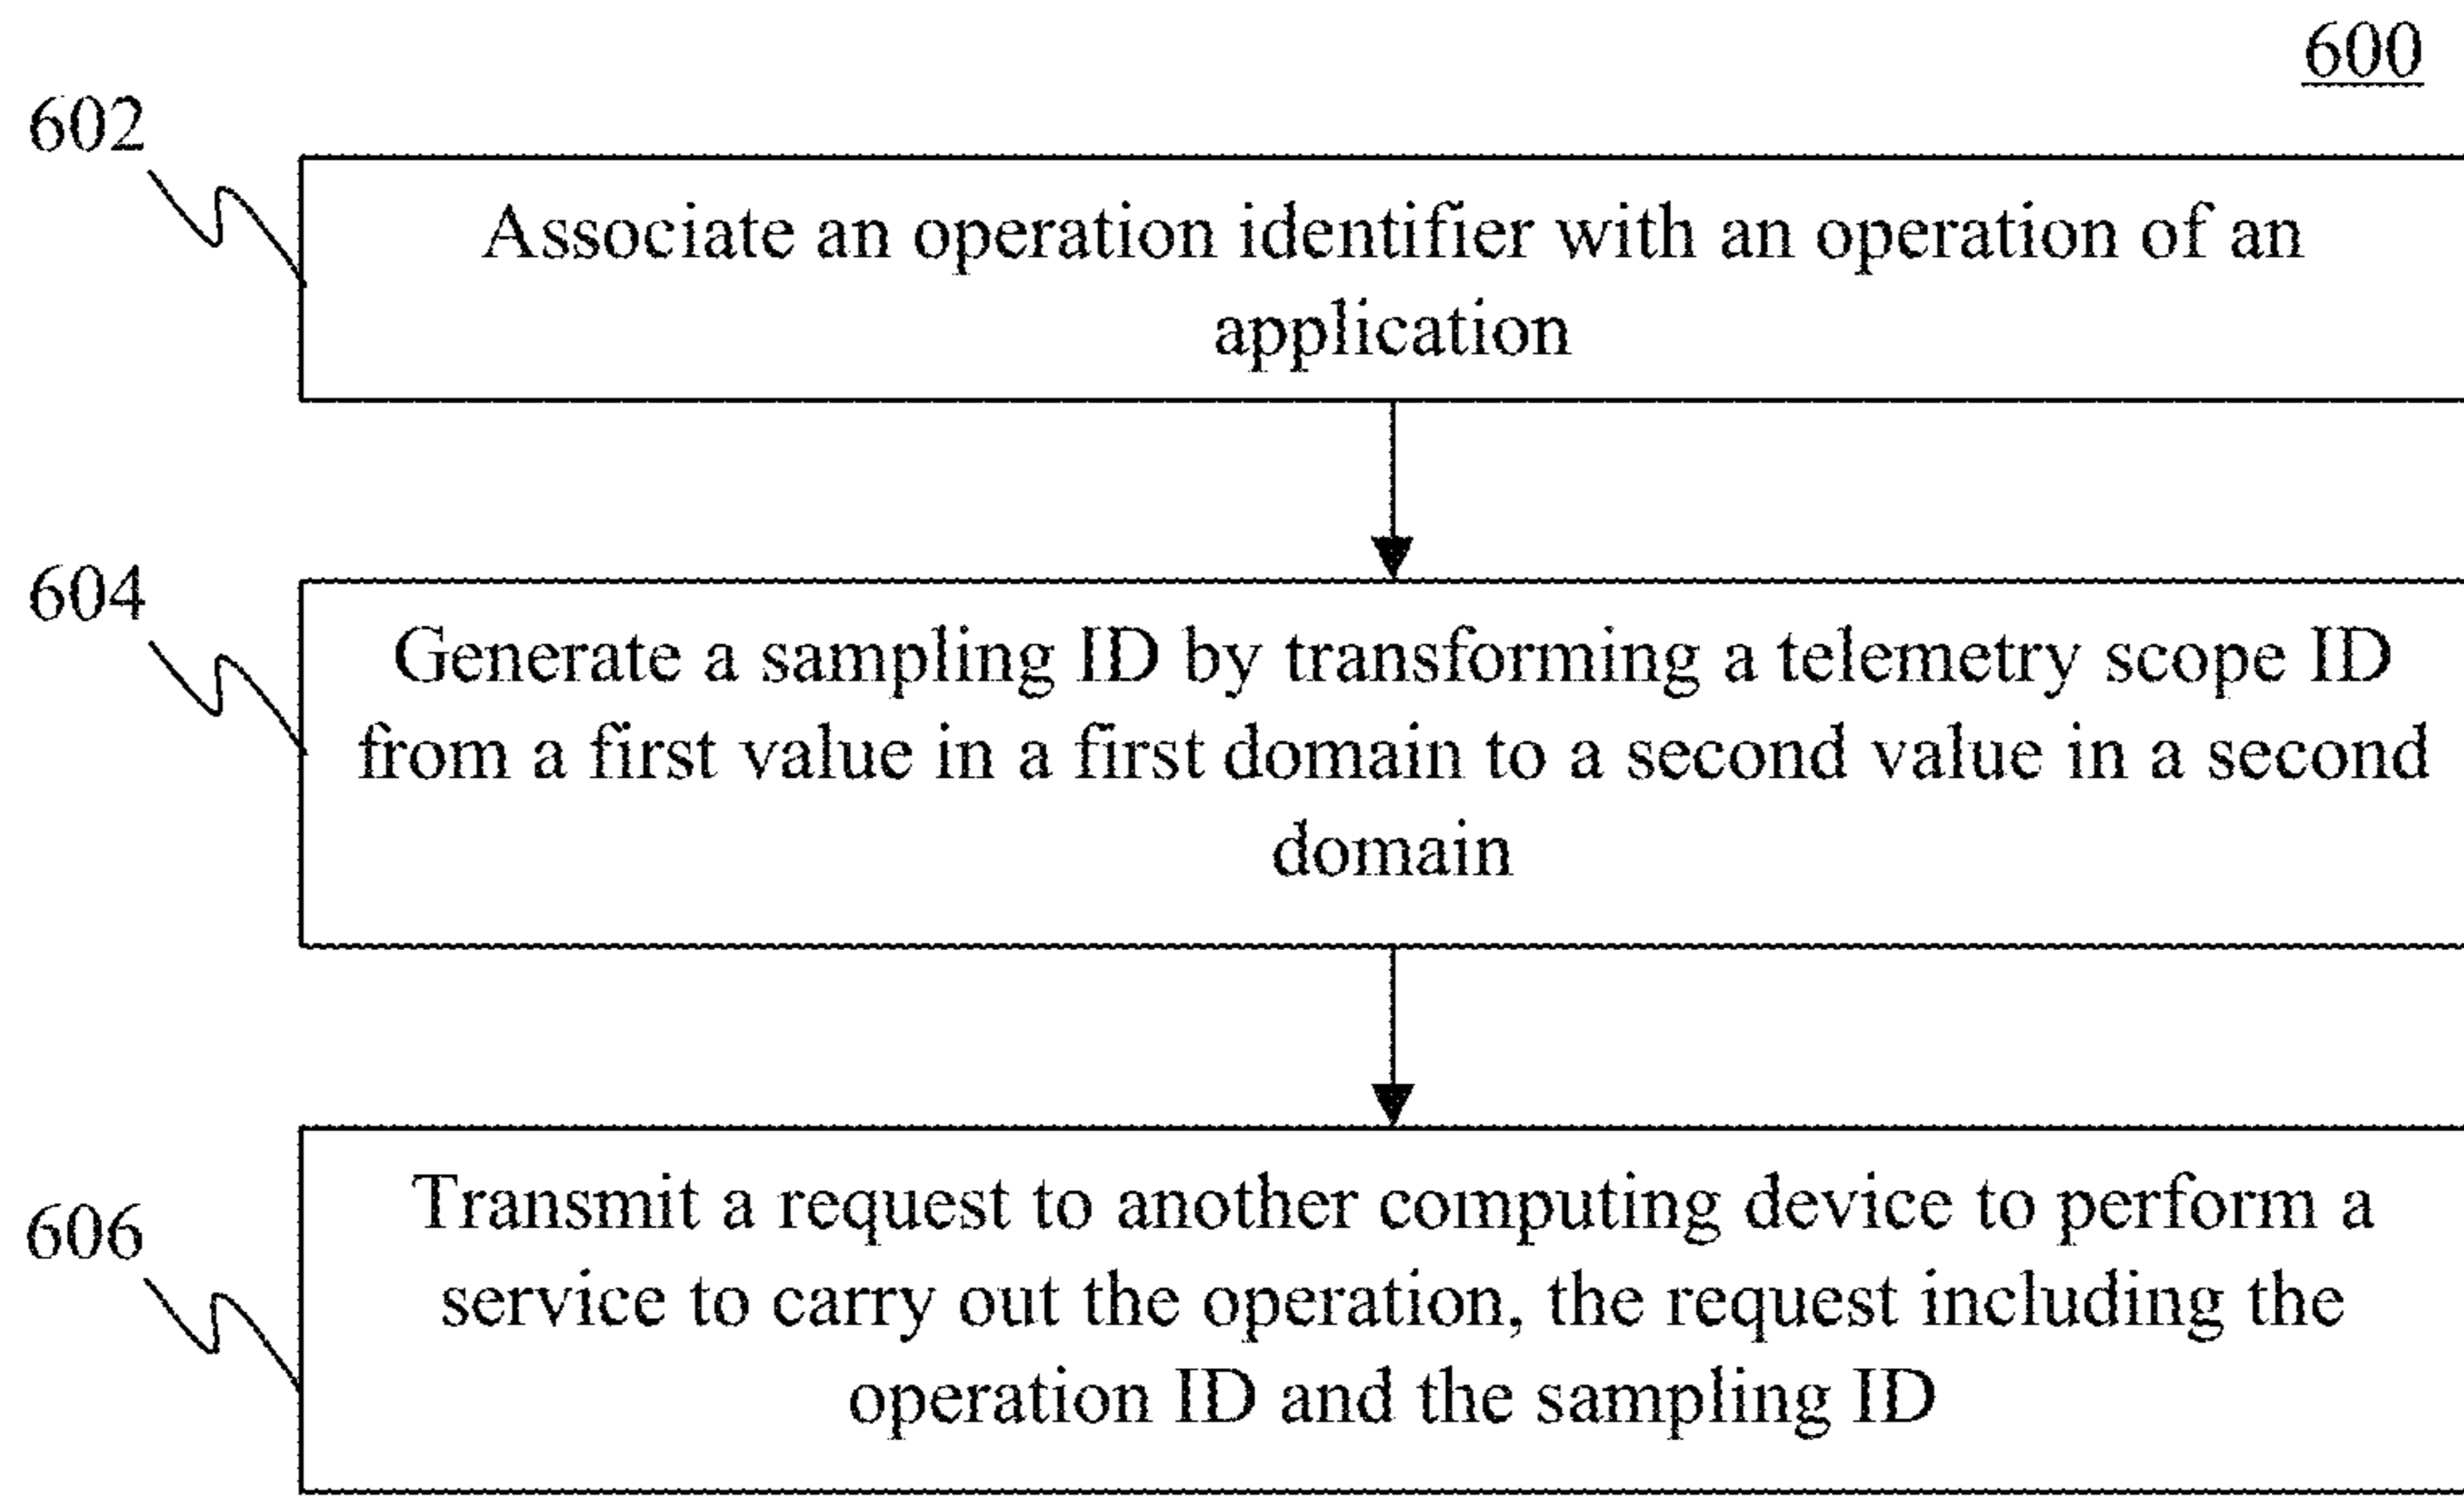 600
602
Associate an operation identifier with an operation of an
application
604
Generate a sampling ID by transforming a telemetry scope ID
from a first value in a first domain to a second value in a second
domain
606
Transmit a request to another computing device to perform a
service to carry out the operation, the request including the
operation ID and the sampling ID